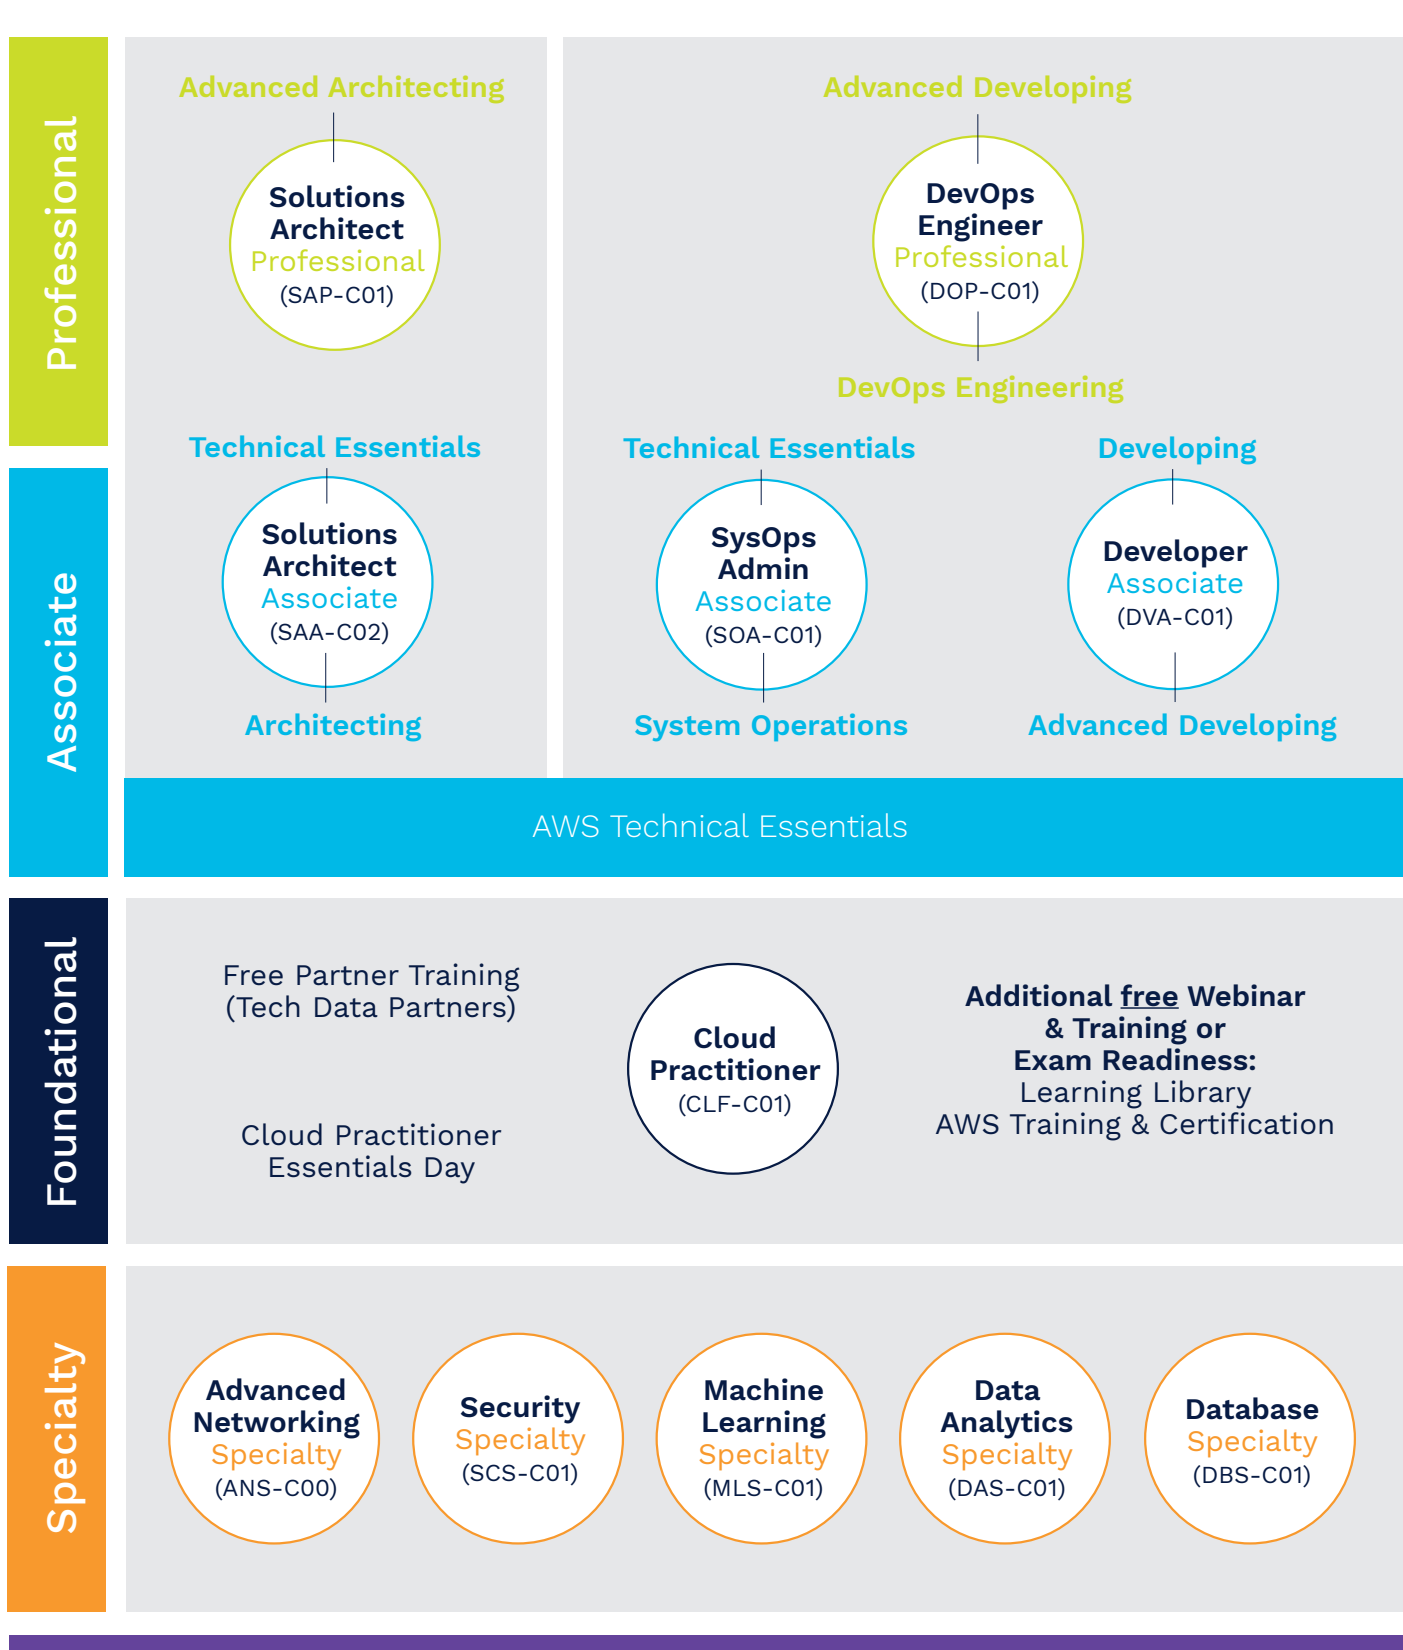 Professional
Advanced Architecting
Solutions
Architect
Professional
(SAP-C01)
Advanced Developing
DevOps
Engineer
Professional
(DOP-C01)
DevOps Engineering
Associate
Technical Essentials
Solutions
Architect
Associate
(SAA-C02)
Architecting
Technical Essentials
SysOps
Admin
Associate
(SOA-C01)
System Operations
Developing
Developer
Associate
(DVA-C01)
Advanced Developing
AWS Technical Essentials
Foundational
Free Partner Training
(Tech Data Partners)
Cloud Practitioner
Essentials Day
Cloud
Practitioner
(CLF-C01)
Additional free Webinar
& Training or
Exam Readiness:
Learning Library
AWS Training & Certification
Specialty
Advanced
Networking
Specialty
(ANS-C00)
Security
Specialty
(SCS-C01)
Machine
Learning
Specialty
(MLS-C01)
Data
Analytics
Specialty
(DAS-C01)
Database
Specialty
(DBS-C01)